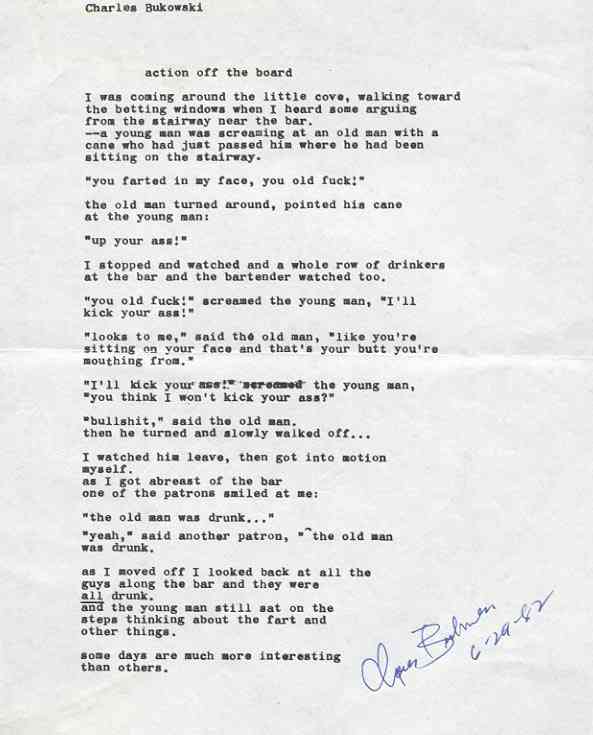 Charles Bukowski
action off the board
I was coming around the little cove, walking toward
the betting windows when I heard some arguing
from the stairway near the bar.
--a young man was screaming at an old man with a
cane who had just passed him where he had been
sitting on the stairway.
"you farted in my face, you old fuck!"
the old man turned around, pointed his cane
at the young man:
"up your ass!"
I stopped and watched and a whole row of drinkers
at the bar and the bartender watched too.
"you old fuck!" screamed the young man, "I'll
kick your ass!"
"looks to me," said the old man, "like you're
sitting on your face and that's your butt you're
mouthing from."
"I'll kick your ass!" screamed the young man,
"you think I won't kick your ass?"
"bullshit," said the old man.
then he turned and slowly walked off...
I watched him leave, then got into motion
myself.
as I got abreast of the bar
one of the patrons smiled at me:
"the old man was drunk..."
"yeah," said another patron, "the old man
was drunk.
as I moved off I looked back at all the
guys along the bar and they were
all drunk.
and the young man still sat on the
steps thinking about the fart and
other things.
some days are much more interesting
than others.
Charles Bukowski
6-29-82